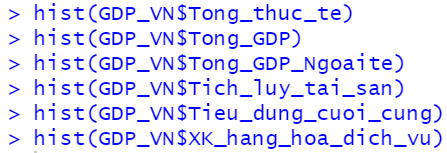 > hist(GDP_VN$Tong_thuc_te)
> hist(GDP_VN$Tong_GDP)
> hist(GDP_VN$Tong_GDP_Ngoaite)
> hist(GDP_VN$Tich_luy_tai_san)
> hist(GDP_VN$Tieu_dung_cuoi_cung)
> hist(GDP_VN$XK_hang_hoa_dich_vu)